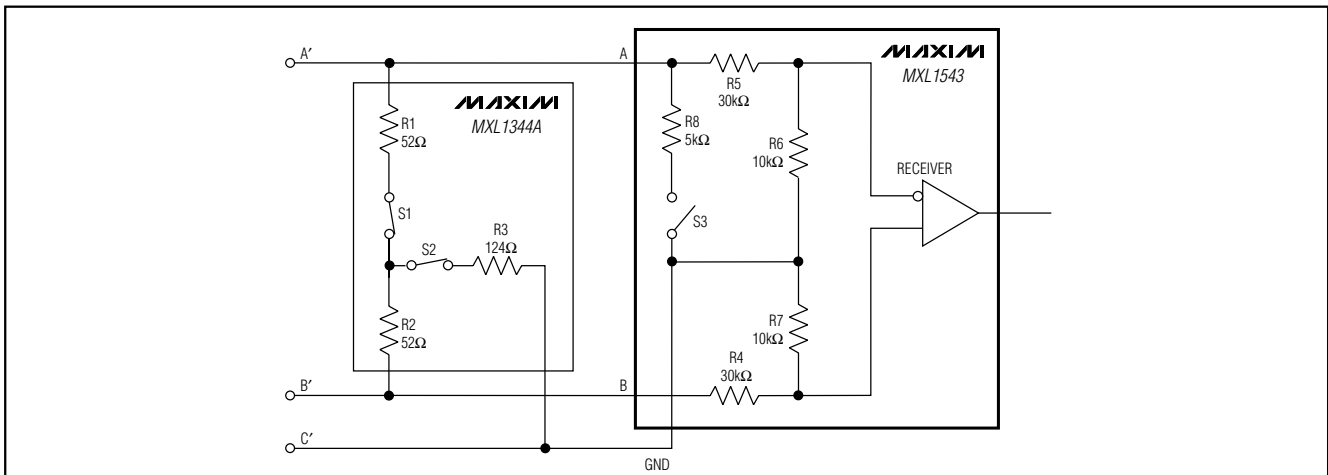 A′
A
MAXIM
MXL1543
R5
30kΩ
MAXIM
MXL1344A
R1
52Ω
R8
5kΩ
R6
10kΩ
RECEIVER
S1
S3
R3
124Ω
S2
R2
52Ω
R7
10kΩ
R4
30kΩ
B′
B
C′
GND